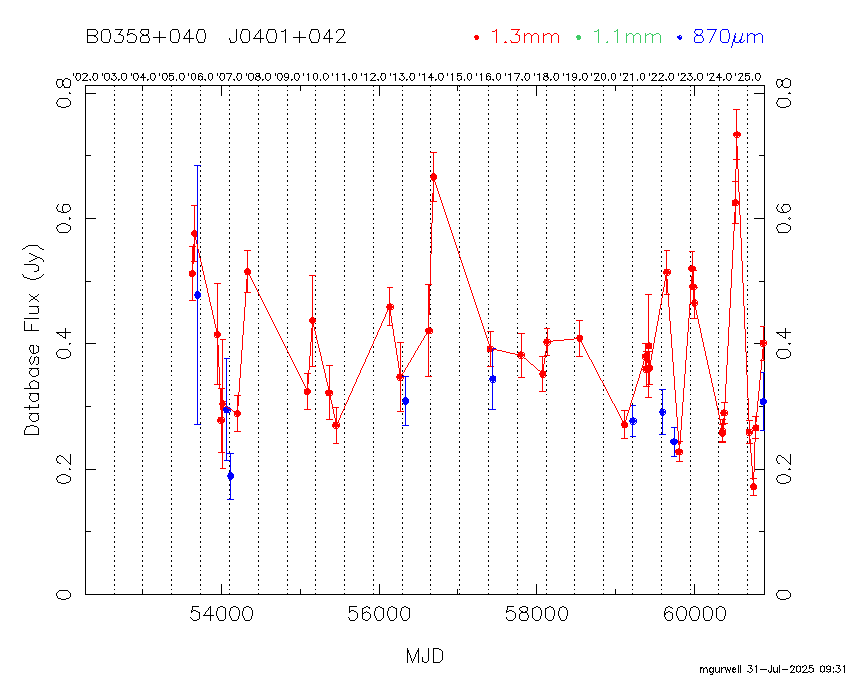 B0358+040 J0401+042 1.3mm 1.1mm 870μm
'02.0 '03.0 '04.0 '05.0 '06.0 '07.0 '08.0 '09.0 '10.0 '11.0 '12.0 '13.0 '14.0 '15.0 '16.0 '17.0 '18.0 '19.0 '20.0 '21.0 '22.0 '23.0 '24.0 '25.0
0.8 0.8
0.6 0.6
Database Flux (Jy)
0.4 0.4
0.2 0.2
0 0
54000 56000 58000 60000
MJD
mgurwell 31-Jul-2025 09:31